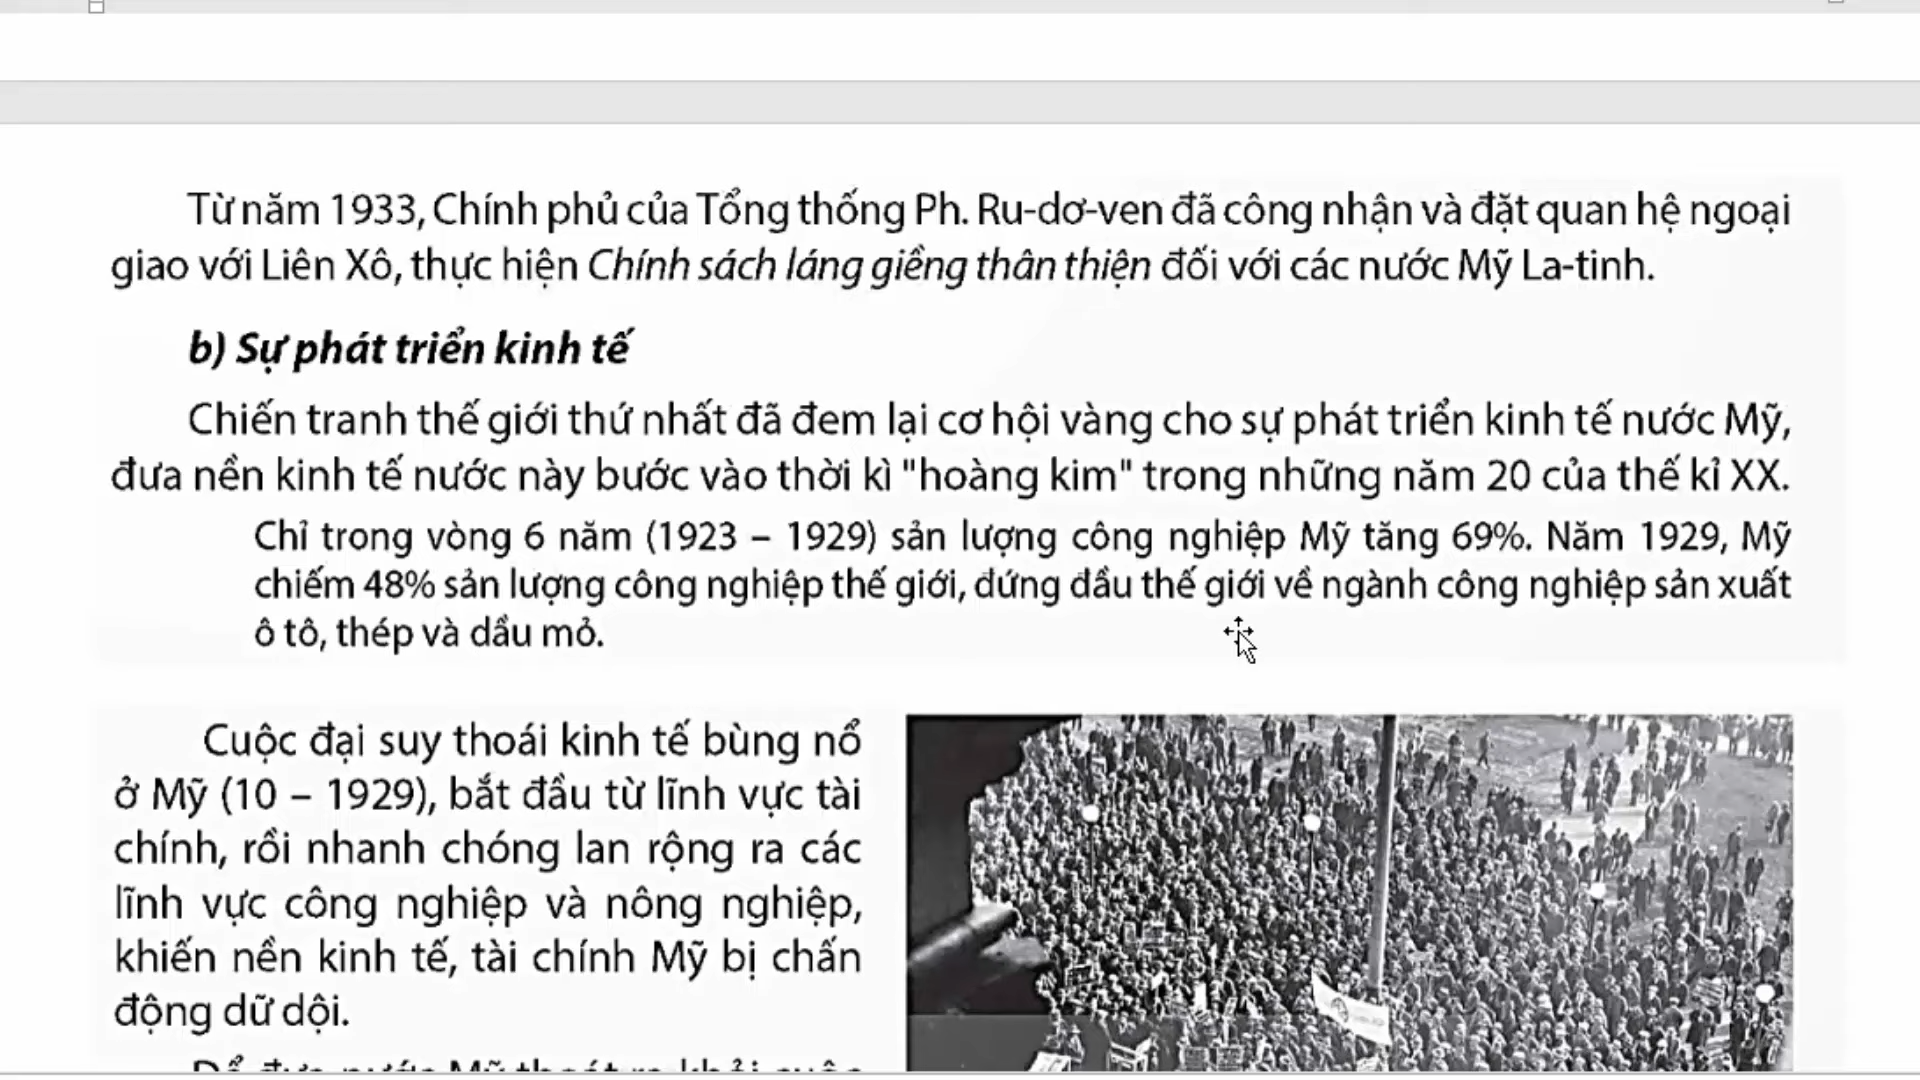 Từ năm 1933, Chính phủ của Tổng thống Ph. Ru-dơ-ven đã công nhận và đặt quan hệ ngoại
giao với Liên Xô, thực hiện Chính sách láng giềng thân thiện đối với các nước Mỹ La-tinh.
b) Sự phát triển kinh tế
Chiến tranh thế giới thứ nhất đã đem lại cơ hội vàng cho sự phát triển kinh tế nước Mỹ,
đưa nền kinh tế nước này bước vào thời kì "hoàng kim" trong những năm 20 của thế kỉ XX.
Chỉ trong vòng 6 năm (1923 – 1929) sản lượng công nghiệp Mỹ tăng 69%. Năm 1929, Mỹ
chiếm 48% sản lượng công nghiệp thế giới, đứng đầu thế giới về ngành công nghiệp sản xuất
ô tô, thép và dầu mỏ.
Cuộc đại suy thoái kinh tế bùng nổ
ở Mỹ (10 – 1929), bắt đầu từ lĩnh vực tài
chính, rồi nhanh chóng lan rộng ra các
lĩnh vực công nghiệp và nông nghiệp,
khiến nền kinh tế, tài chính Mỹ bị chấn
động dữ dội.
Để đưa nước Mỹ thoát ra khỏi cuộc